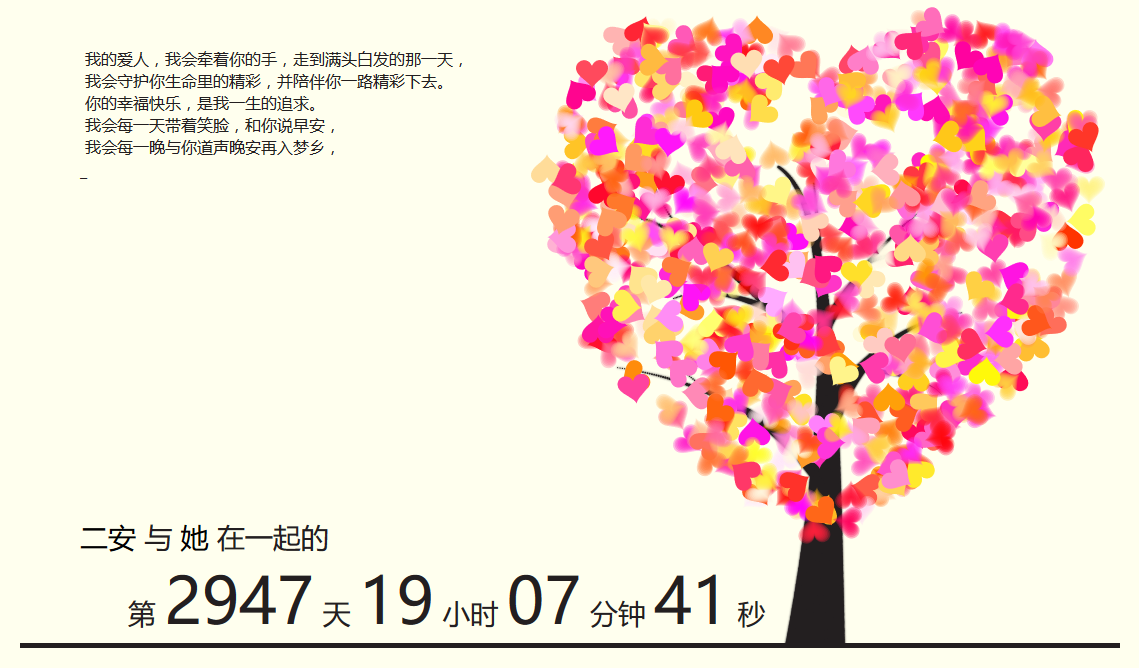 我的爱人，我会牵着你的手，走到满头白发的那一天，
我会守护你生命里的精彩，并陪伴你一路精彩下去。
你的幸福快乐，是我一生的追求。
我会每一天带着笑脸，和你说早安，
我会每一晚与你道声晚安再入梦乡，
_
二安 与 她 在一起的
第 2947 天 19 小时 07 分钟 41 秒